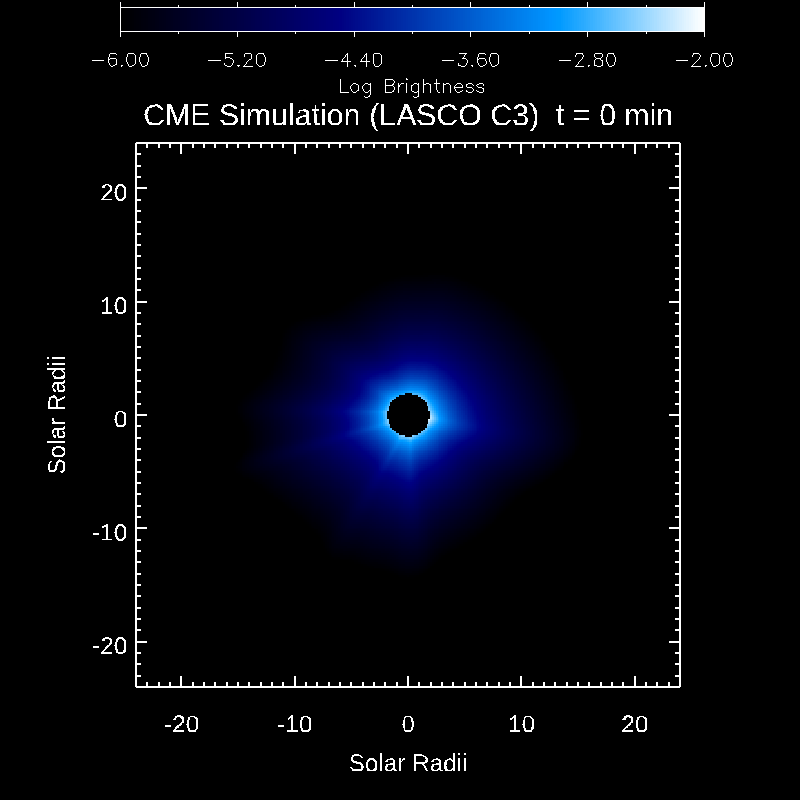 −6.00 −5.20 −4.40 −3.60 −2.80 −2.00
Log Brightness
CME Simulation (LASCO C3) t = 0 min
20
10
0
-10
-20
Solar Radii
-20 -10 0 10 20
Solar Radii